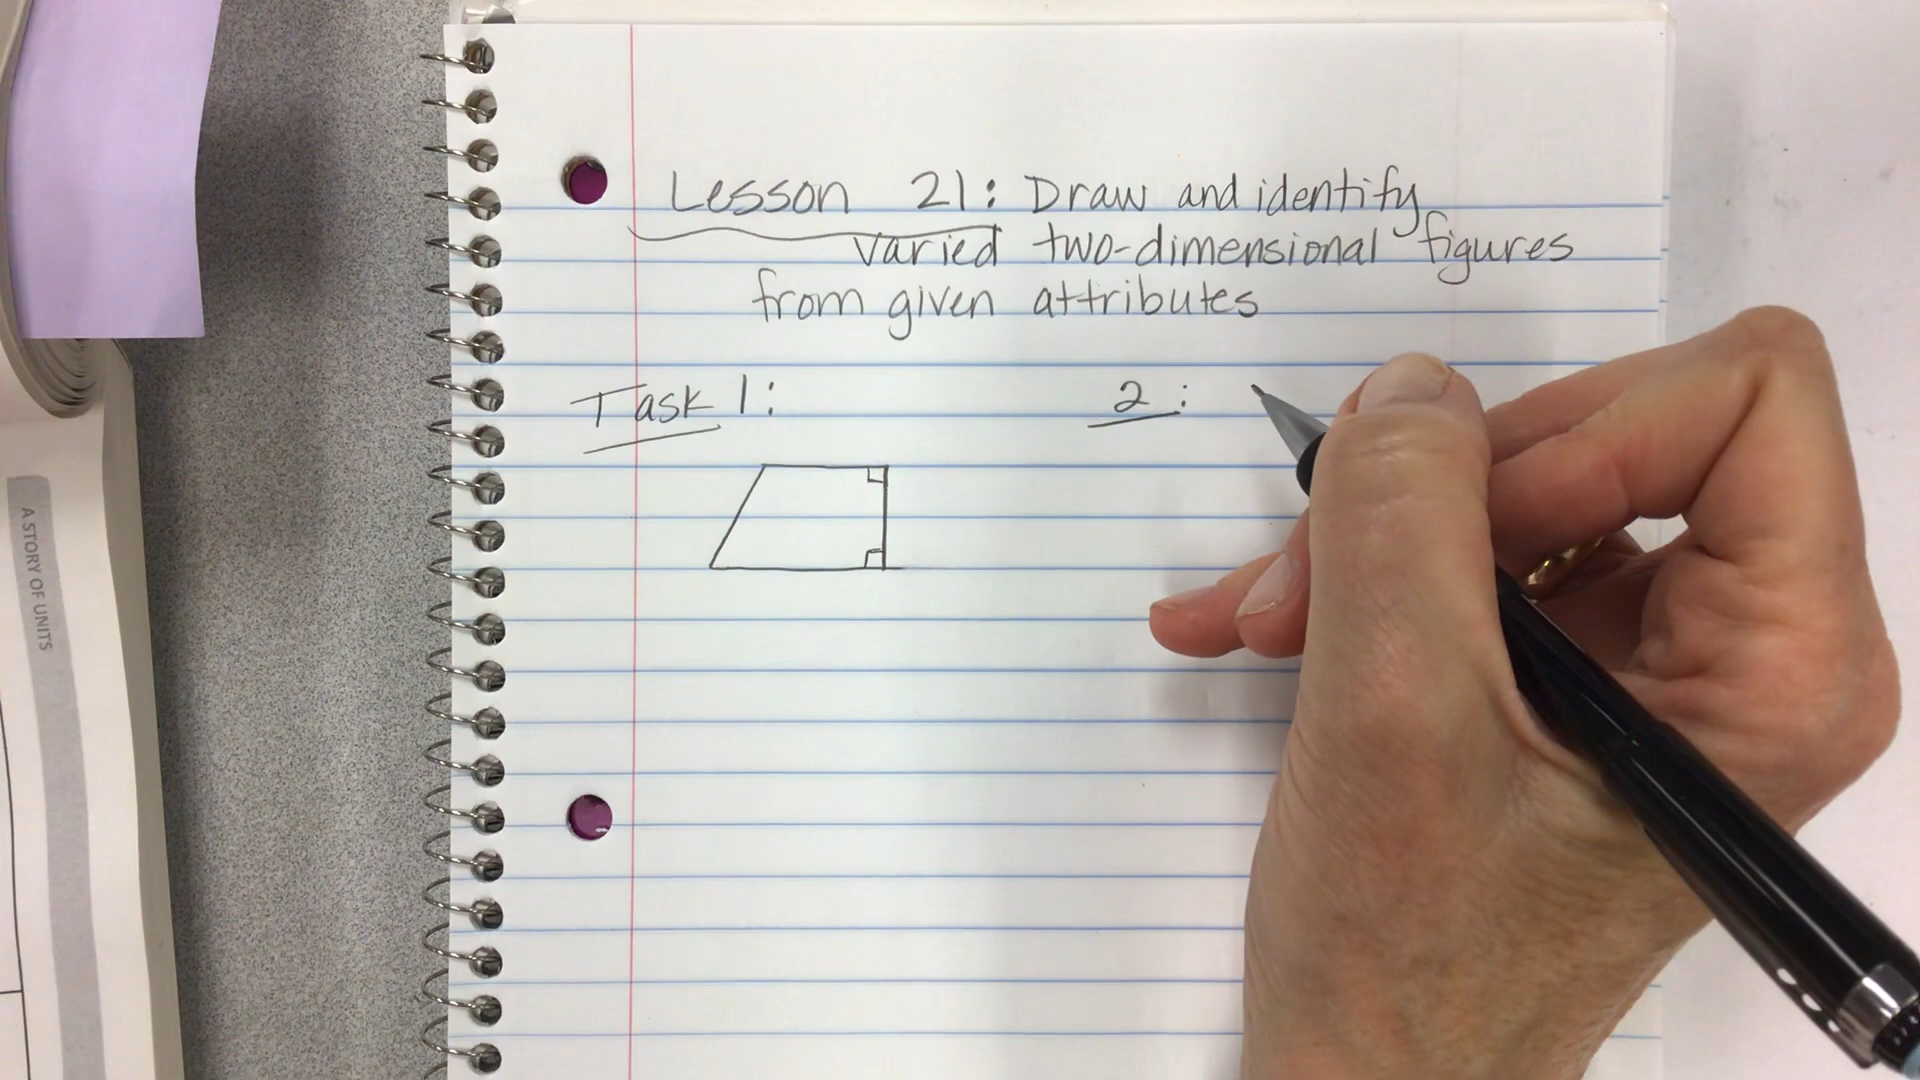 Lesson 21: Draw and identify
varied two-dimensional figures
from given attributes
Task 1:
2:
A STORY OF UNITS